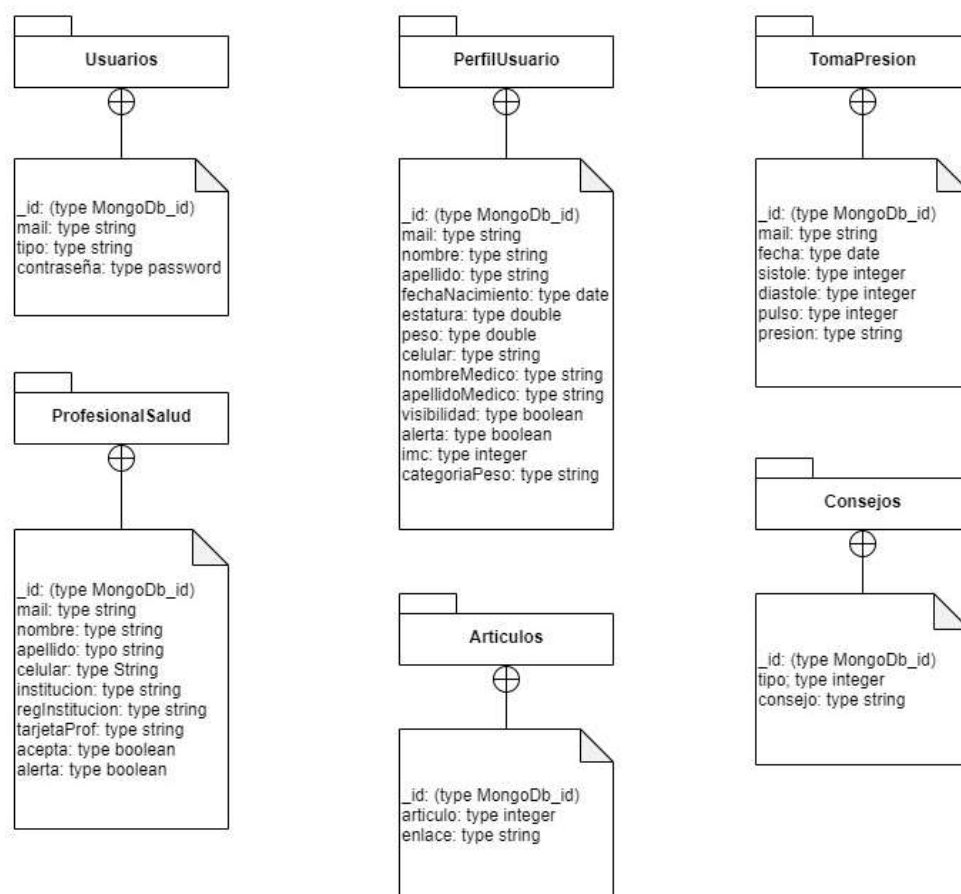 Usuarios
_id: (type MongoDb_id)
mail: type string
tipo: type string
contraseña: type password
ProfesionalSalud
_id: (type MongoDb_id)
mail: type string
nombre: type string
apellido: typo string
celular: type String
institucion: type string
regInstitucion: type string
tarjetaProf: type string
acepta: type boolean
alerta: type boolean
PerfilUsuario
_id: (type MongoDb_id)
mail: type string
nombre: type string
apellido: type string
fechaNacimiento: type date
estatura: type double
peso: type double
celular: type string
nombreMedico: type string
apellidoMedico: type string
visibilidad: type boolean
alerta: type boolean
imc: type integer
categoriaPeso: type string
Articulos
_id: (type MongoDb_id)
articulo: type integer
enlace: type string
TomaPresion
_id: (type MongoDb_id)
mail: type string
fecha: type date
sistole: type integer
diastole: type integer
pulso: type integer
presion: type string
Consejos
_id: (type MongoDb_id)
tipo; type integer
consejo: type string